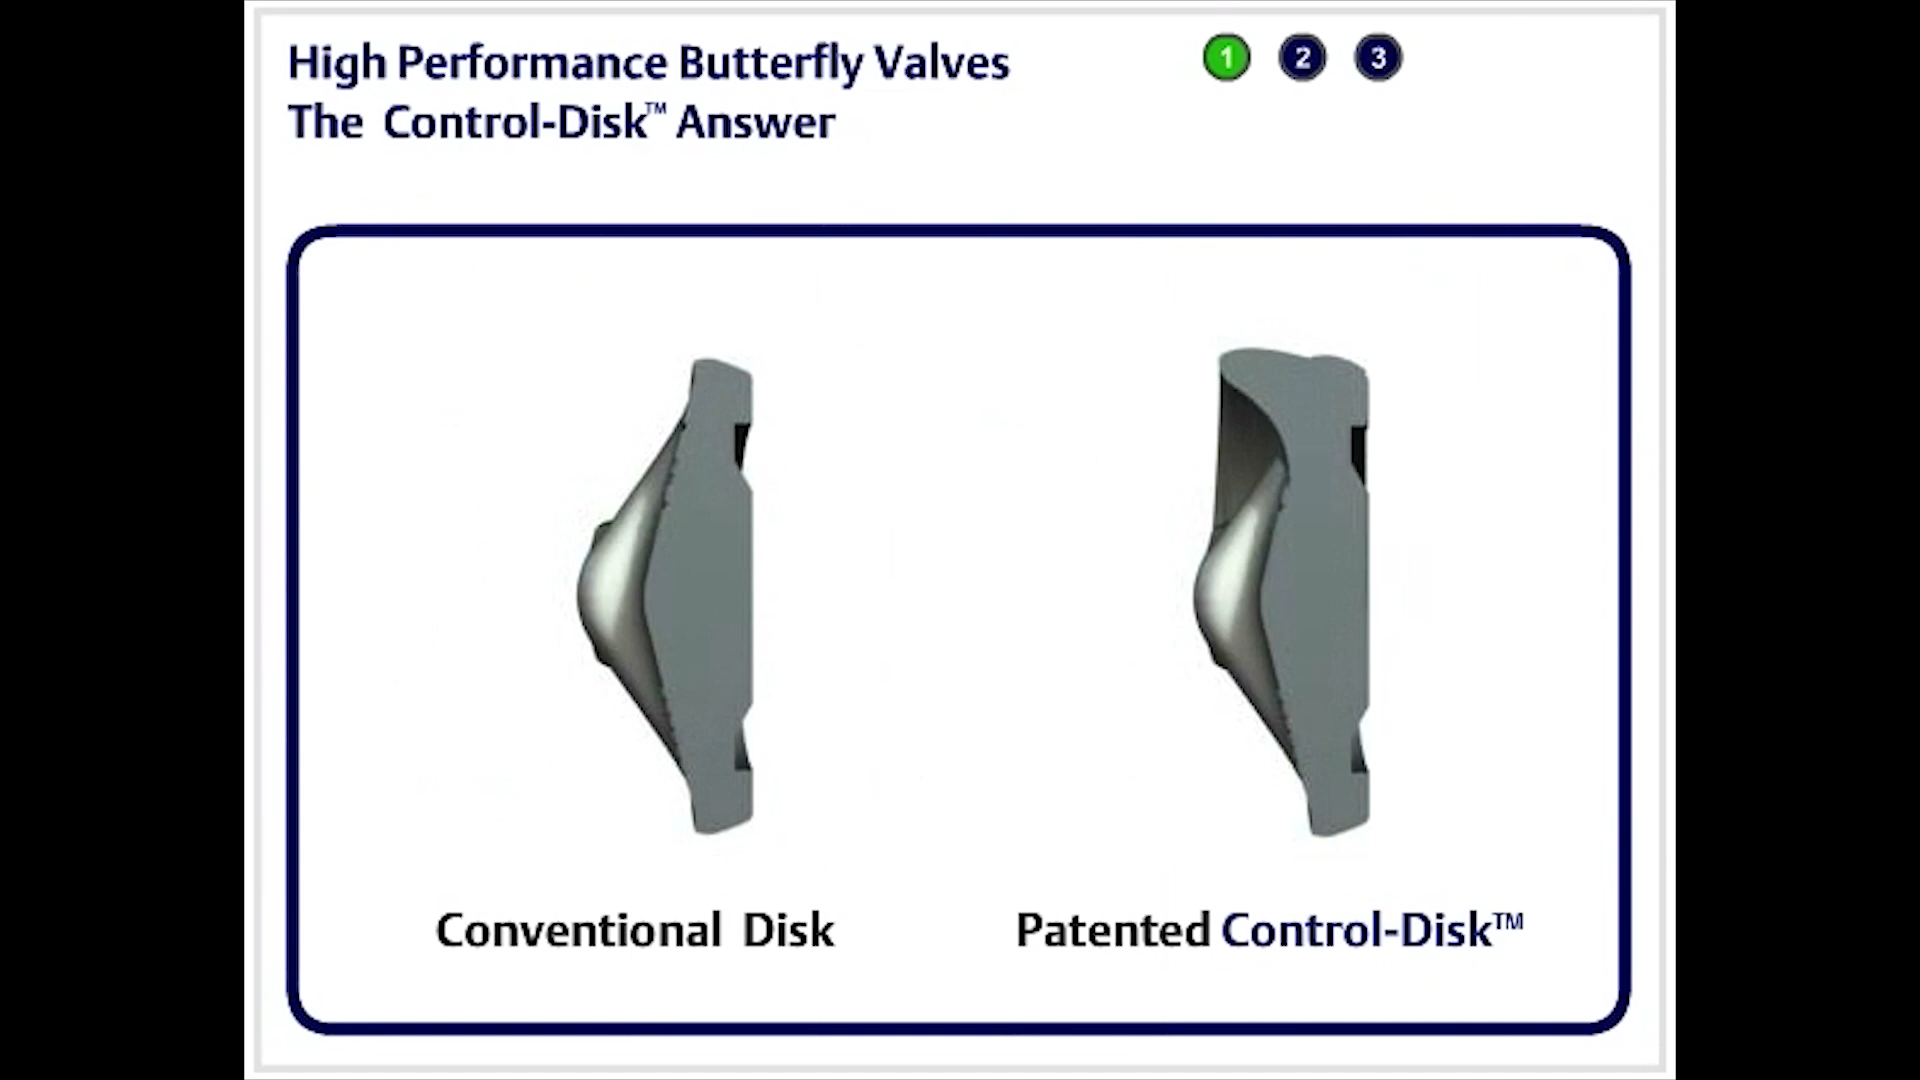 High Performance Butterfly Valves
The Control-Disk™ Answer
1 2 3
Conventional Disk
Patented Control-Disk™